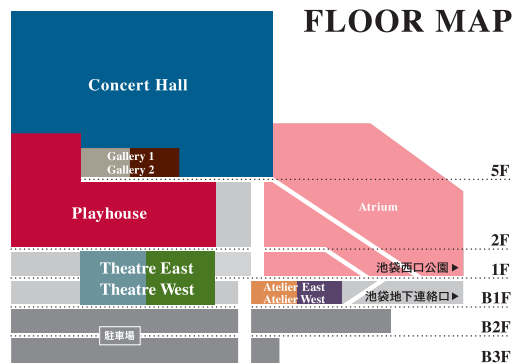 FLOOR MAP
Concert Hall
Gallery 1
Gallery 2
5F
Playhouse
Atrium
2F
Theatre East
Theatre West
池袋西口公園▶
1F
Atelier East
Atelier West
池袋地下連絡口▶
B1F
B2F
駐車場
B3F